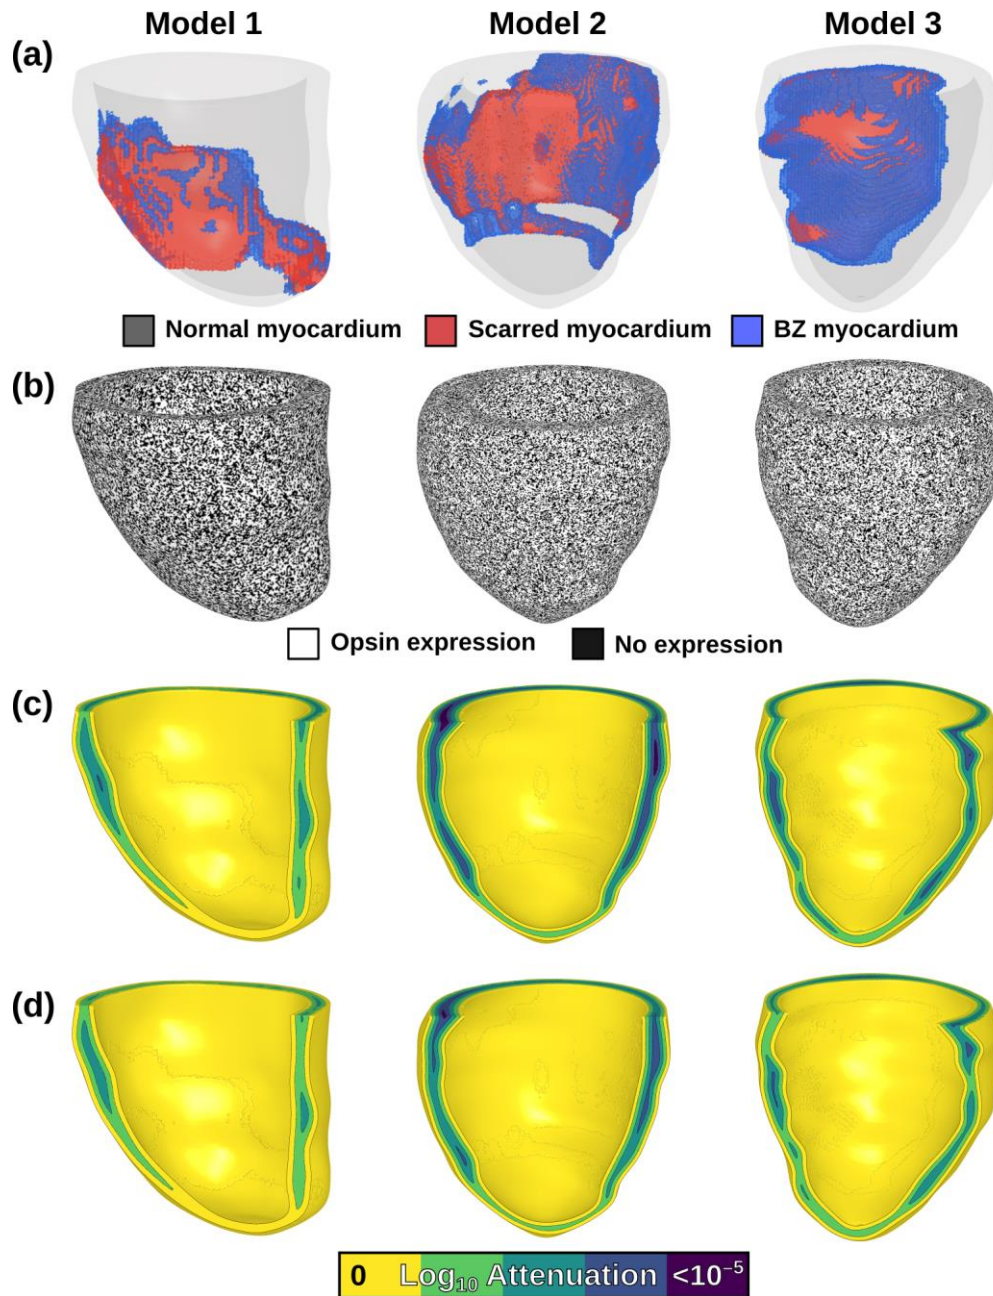 Model 1 Model 2 Model 3
(a)
Normal myocardium Scarred myocardium BZ myocardium
(b)
Opsin expression No expression
(c)
(d)
0 Log₁₀ Attenuation <10⁻⁵